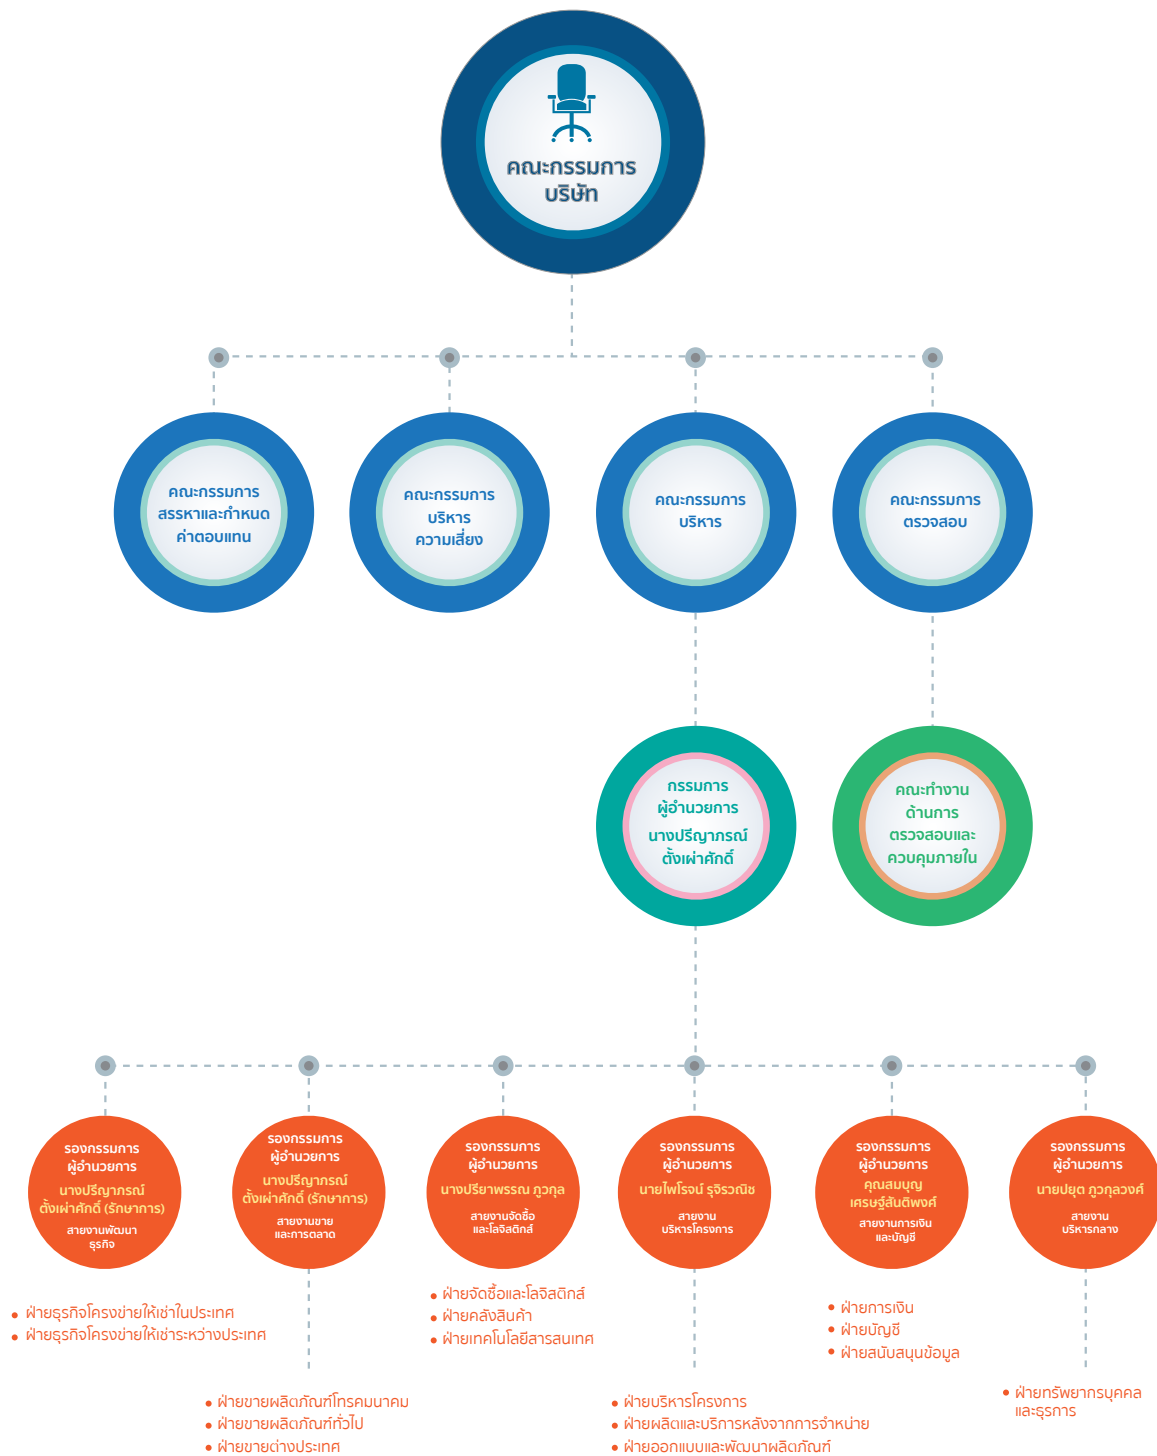 คณะกรรมการ
บริษัท
คณะกรรมการ
สรรหาและกำหนด
ค่าตอบแทน
คณะกรรมการ
บริหาร
ความเสี่ยง
คณะกรรมการ
บริหาร
คณะกรรมการ
ตรวจสอบ
กรรมการ
ผู้อำนวยการ
นางปรีญาภรณ์
ตั้งเผ่าศักดิ์
คณะทำงาน
ด้านการ
ตรวจสอบและ
ควบคุมภายใน
รองกรรมการ
ผู้อำนวยการ
นางปรีญาภรณ์
ตั้งเผ่าศักดิ์ (รักษาการ)
สายงานพัฒนา
ธุรกิจ
รองกรรมการ
ผู้อำนวยการ
นางปรีญาภรณ์
ตั้งเผ่าศักดิ์ (รักษาการ)
สายงานขาย
และการตลาด
รองกรรมการ
ผู้อำนวยการ
นางปรียาพรรณ ภูวกุล
สายงานจัดซื้อ
และโลจิสติกส์
รองกรรมการ
ผู้อำนวยการ
นายไพโรจน์ รุจิรวณิช
สายงาน
บริหารโครงการ
รองกรรมการ
ผู้อำนวยการ
คุณสมบุญ
เศรษฐ์สันติพงศ์
สายงานการเงิน
และบัญชี
รองกรรมการ
ผู้อำนวยการ
นายปยุต ภูวกุลวงศ์
สายงาน
บริหารกลาง
• ฝ่ายธุรกิจโครงข่ายให้เช่าในประเทศ
• ฝ่ายธุรกิจโครงข่ายให้เช่าระหว่างประเทศ
• ฝ่ายขายผลิตภัณฑ์โทรคมนาคม
• ฝ่ายขายผลิตภัณฑ์ทั่วไป
• ฝ่ายขายต่างประเทศ
• ฝ่ายจัดซื้อและโลจิสติกส์
• ฝ่ายคลังสินค้า
• ฝ่ายเทคโนโลยีสารสนเทศ
• ฝ่ายบริหารโครงการ
• ฝ่ายผลิตและบริการหลังจากการจำหน่าย
• ฝ่ายออกแบบและพัฒนาผลิตภัณฑ์
• ฝ่ายการเงิน
• ฝ่ายบัญชี
• ฝ่ายสนับสนุนข้อมูล
• ฝ่ายทรัพยากรบุคคล
และธุรการ